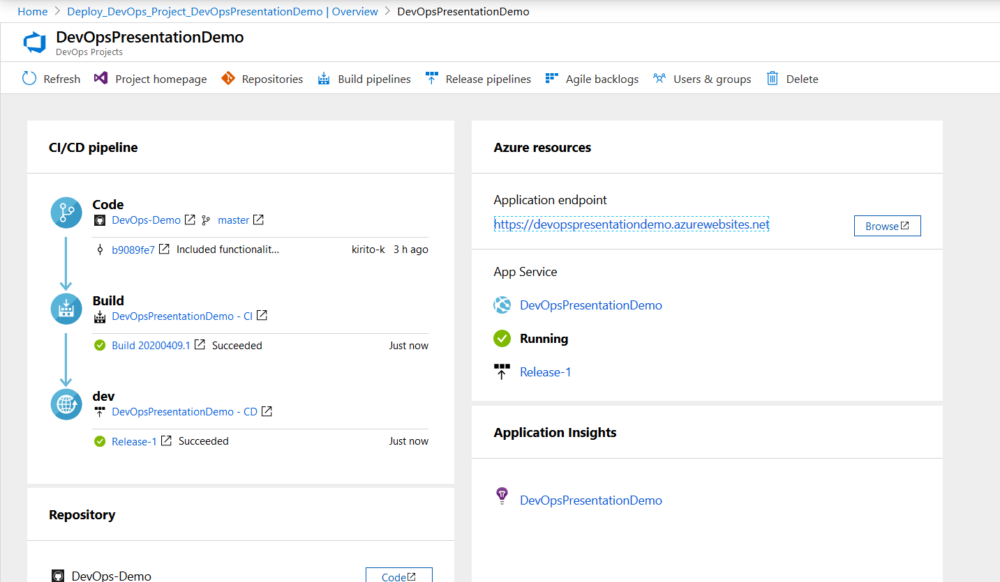 Home > Deploy_DevOps_Project_DevOpsPresentationDemo | Overview > DevOpsPresentationDemo
DevOpsPresentationDemo
DevOps Projects
Refresh Project homepage Repositories Build pipelines Release pipelines Agile backlogs Users & groups Delete
CI/CD pipeline
Code
DevOps-Demo master
b9089fe7 Included functionalit... kirito-k 3 h ago
Build
DevOpsPresentationDemo - CI
Build 20200409.1 Succeeded Just now
dev
DevOpsPresentationDemo - CD
Release-1 Succeeded Just now
Repository
DevOps-Demo Code
Azure resources
Application endpoint
https://devopspresentationdemo.azurewebsites.net Browse
App Service
DevOpsPresentationDemo
Running
Release-1
Application Insights
DevOpsPresentationDemo